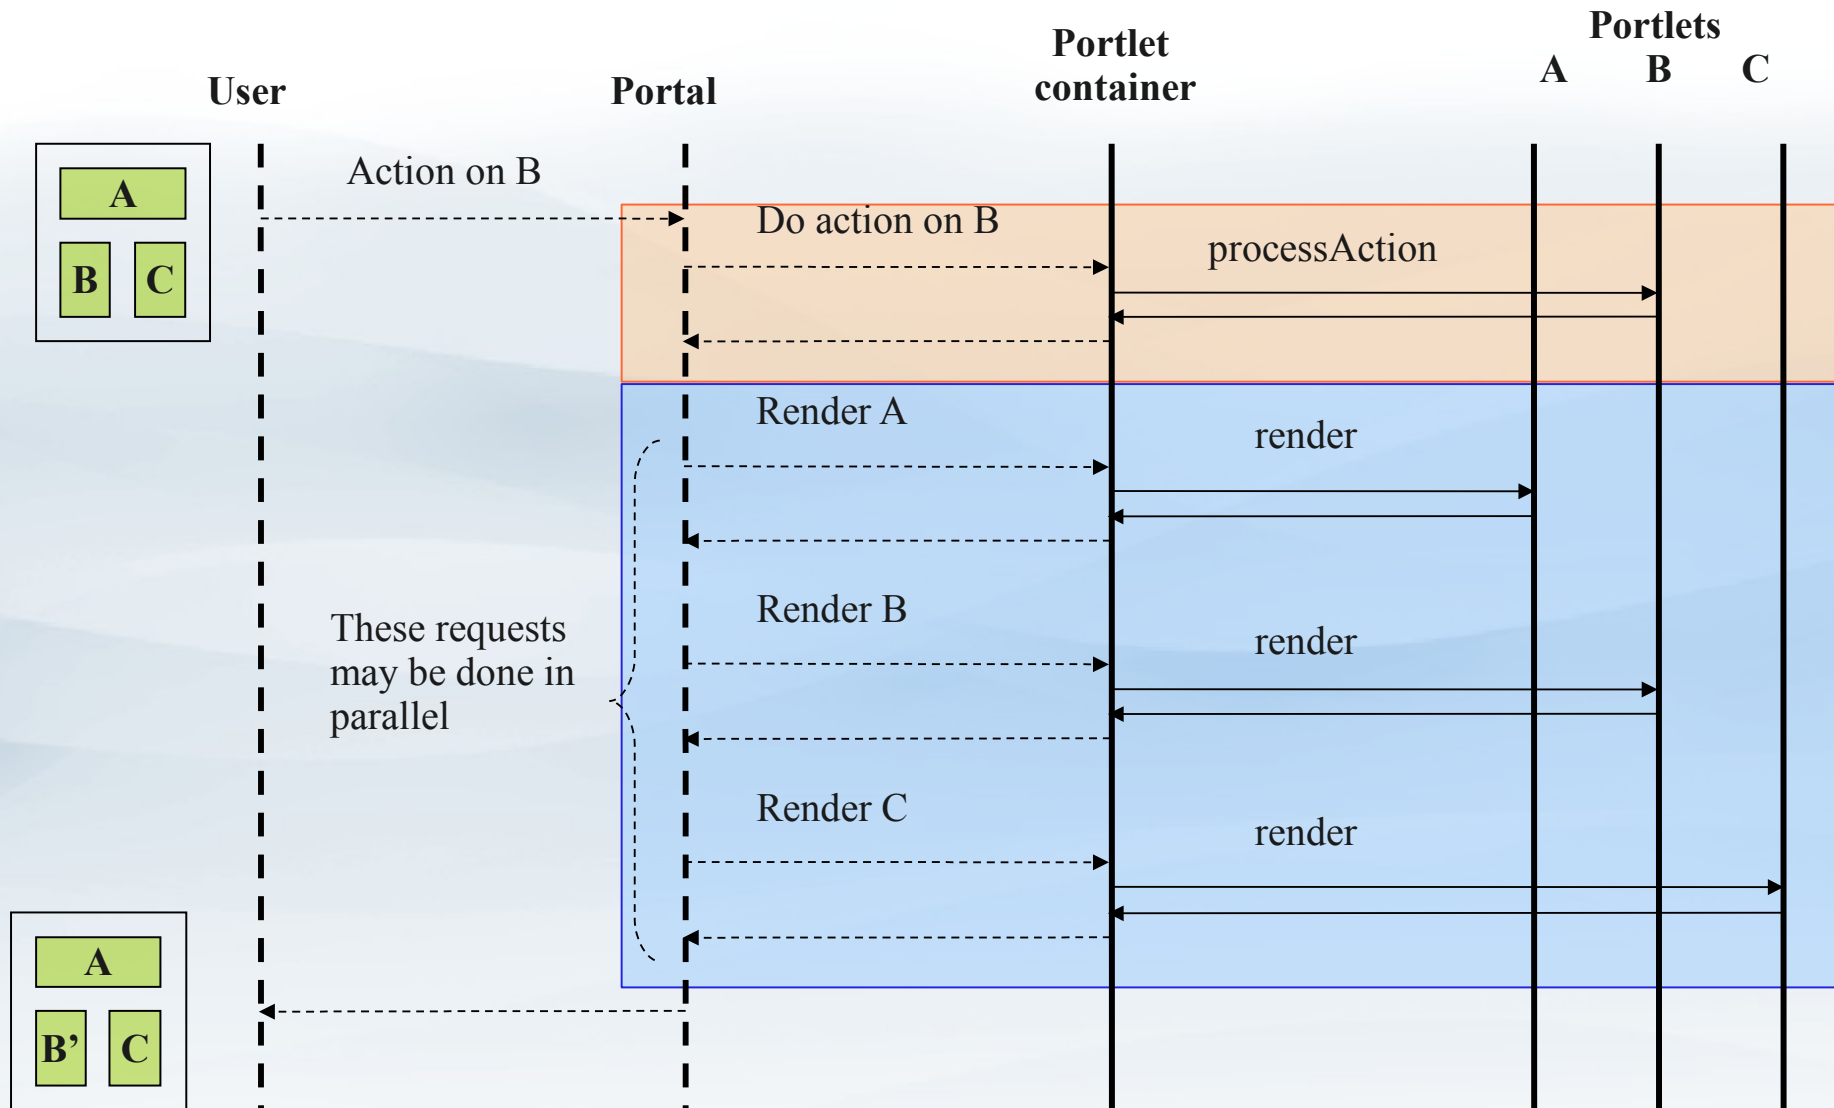 Portlets
Portlet
container
A B C
User
Portal
Action on B
A
B C
Do action on B
processAction
Render A
render
Render B
These requests
may be done in
parallel
render
Render C
render
A
B’ C